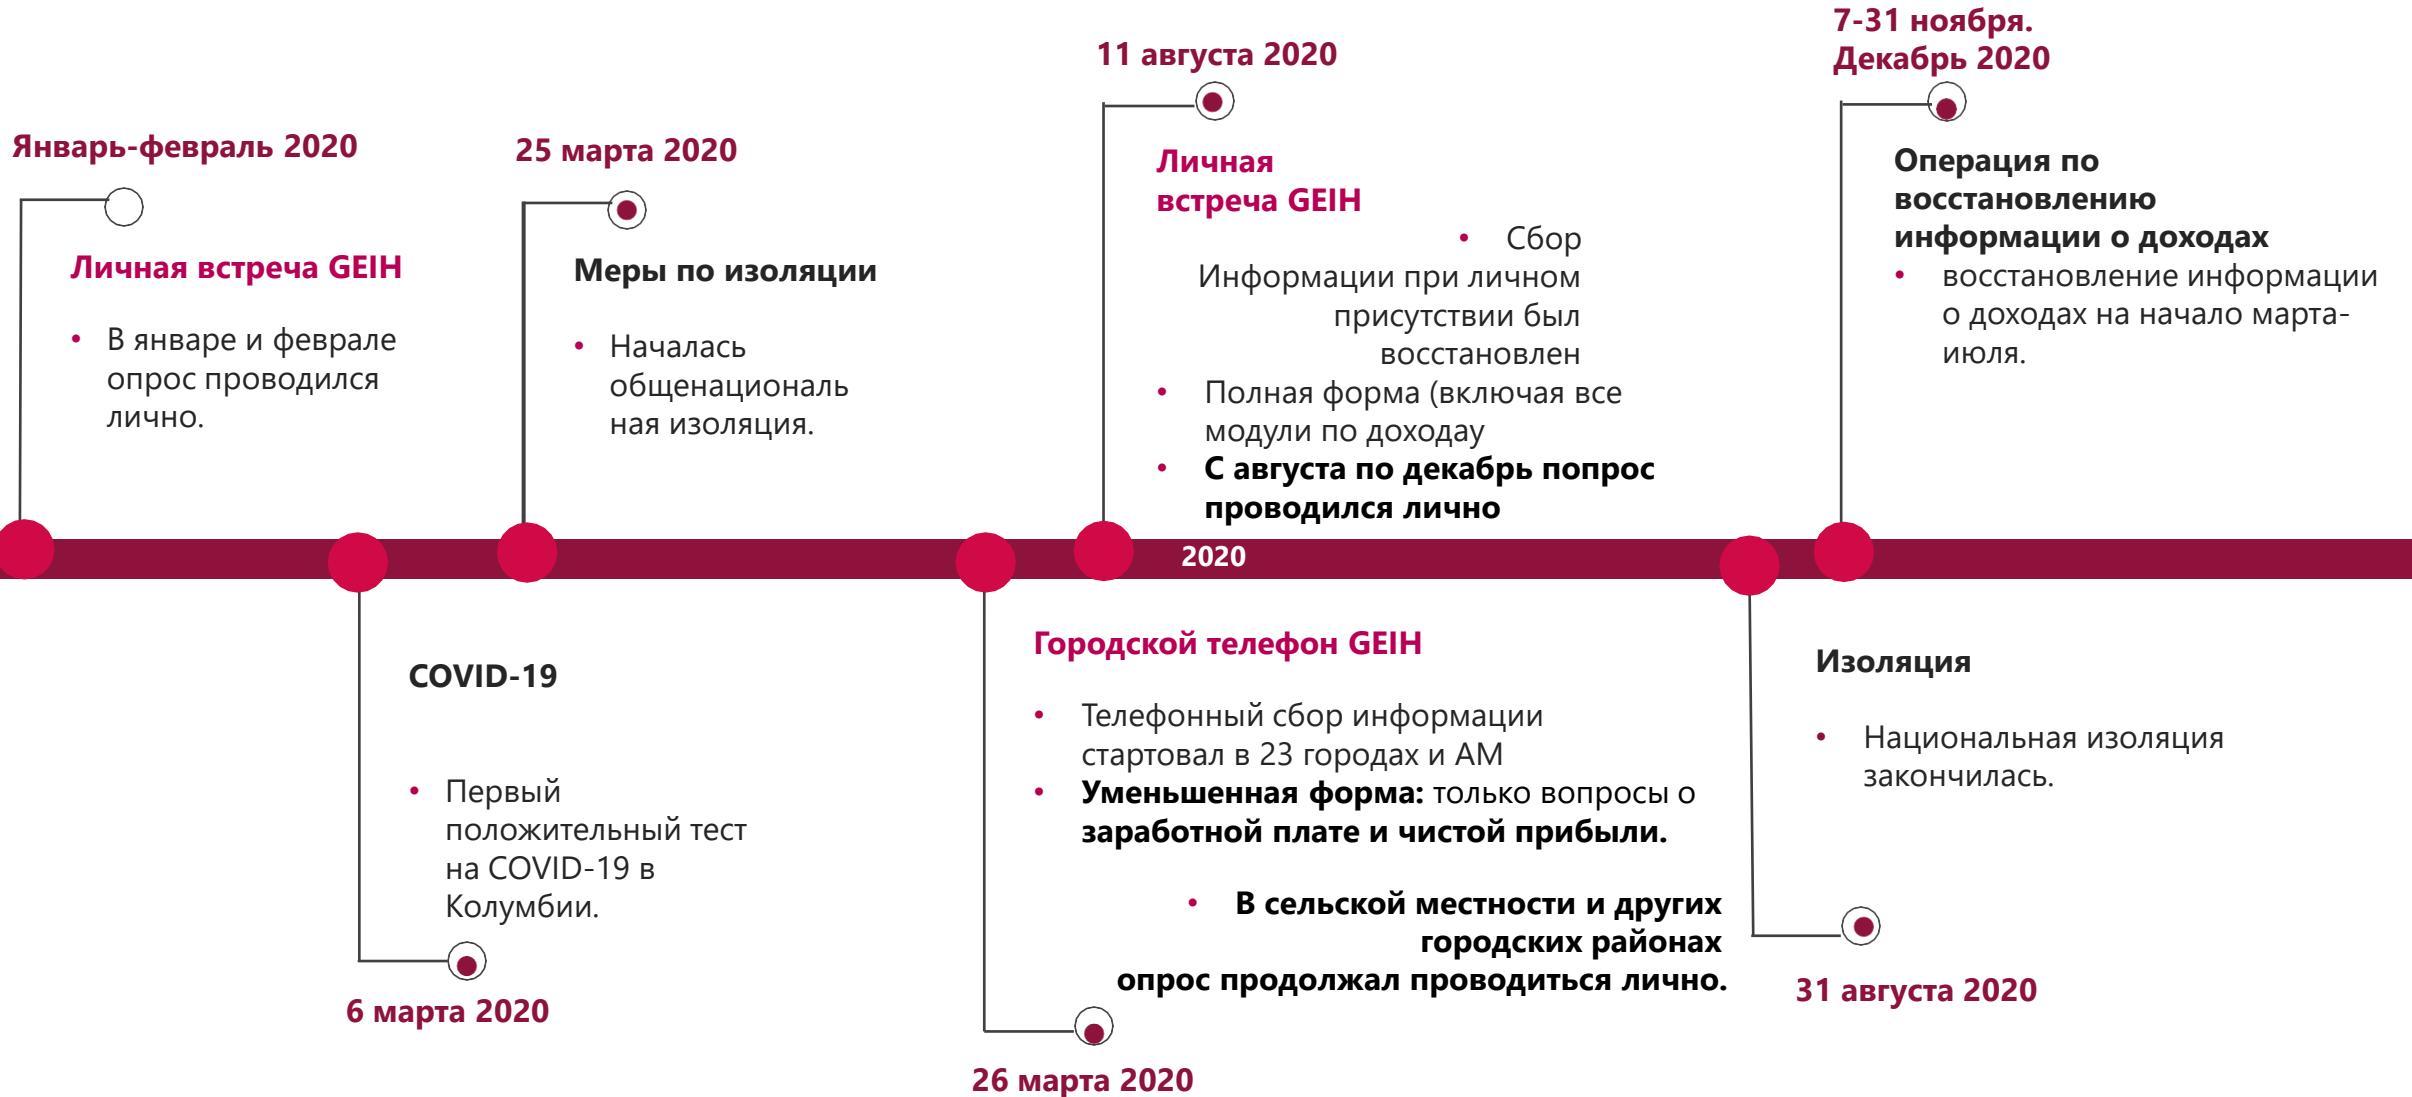 Январь-февраль 2020
Личная встреча GEIH
• В январе и феврале
опрос проводился
лично.
25 марта 2020
Меры по изоляции
• Началась
общенациональ
ная изоляция.
11 августа 2020
Личная
встреча GEIH
• Сбор
Информации при личном
присутствии был
восстановлен
• Полная форма (включая все
модули по доходау
• С августа по декабрь попрос
проводился лично
7-31 ноября.
Декабрь 2020
Операция по
восстановлению
информации о доходах
• восстановление информации
о доходах на начало марта-
июля.
2020
COVID-19
• Первый
положительный тест
на COVID-19 в
Колумбии.
6 марта 2020
Городской телефон GEIH
• Телефонный сбор информации
стартовал в 23 городах и АМ
• Уменьшенная форма: только вопросы о
заработной плате и чистой прибыли.
• В сельской местности и других
городских районах
опрос продолжал проводиться лично.
26 марта 2020
Изоляция
• Национальная изоляция
закончилась.
31 августа 2020